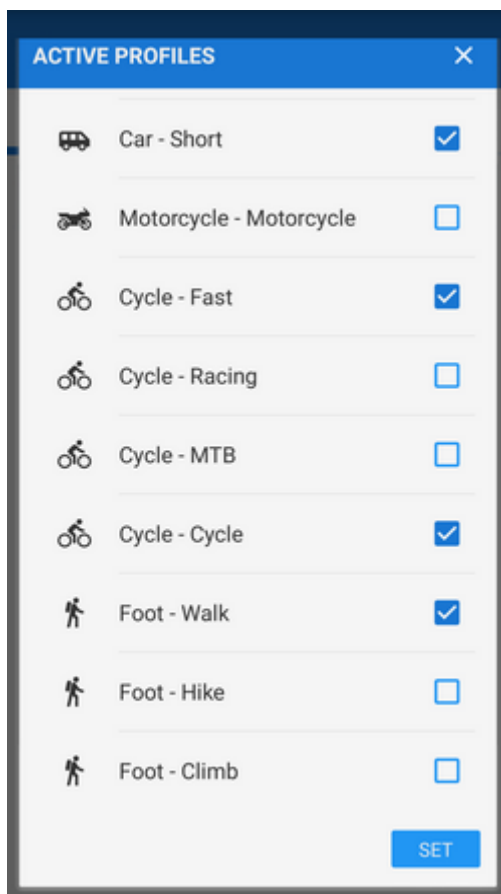 ACTIVE PROFILES
Car - Short
Motorcycle - Motorcycle
Cycle - Fast
Cycle - Racing
Cycle - MTB
Cycle - Cycle
Foot - Walk
Foot - Hike
Foot - Climb
SET